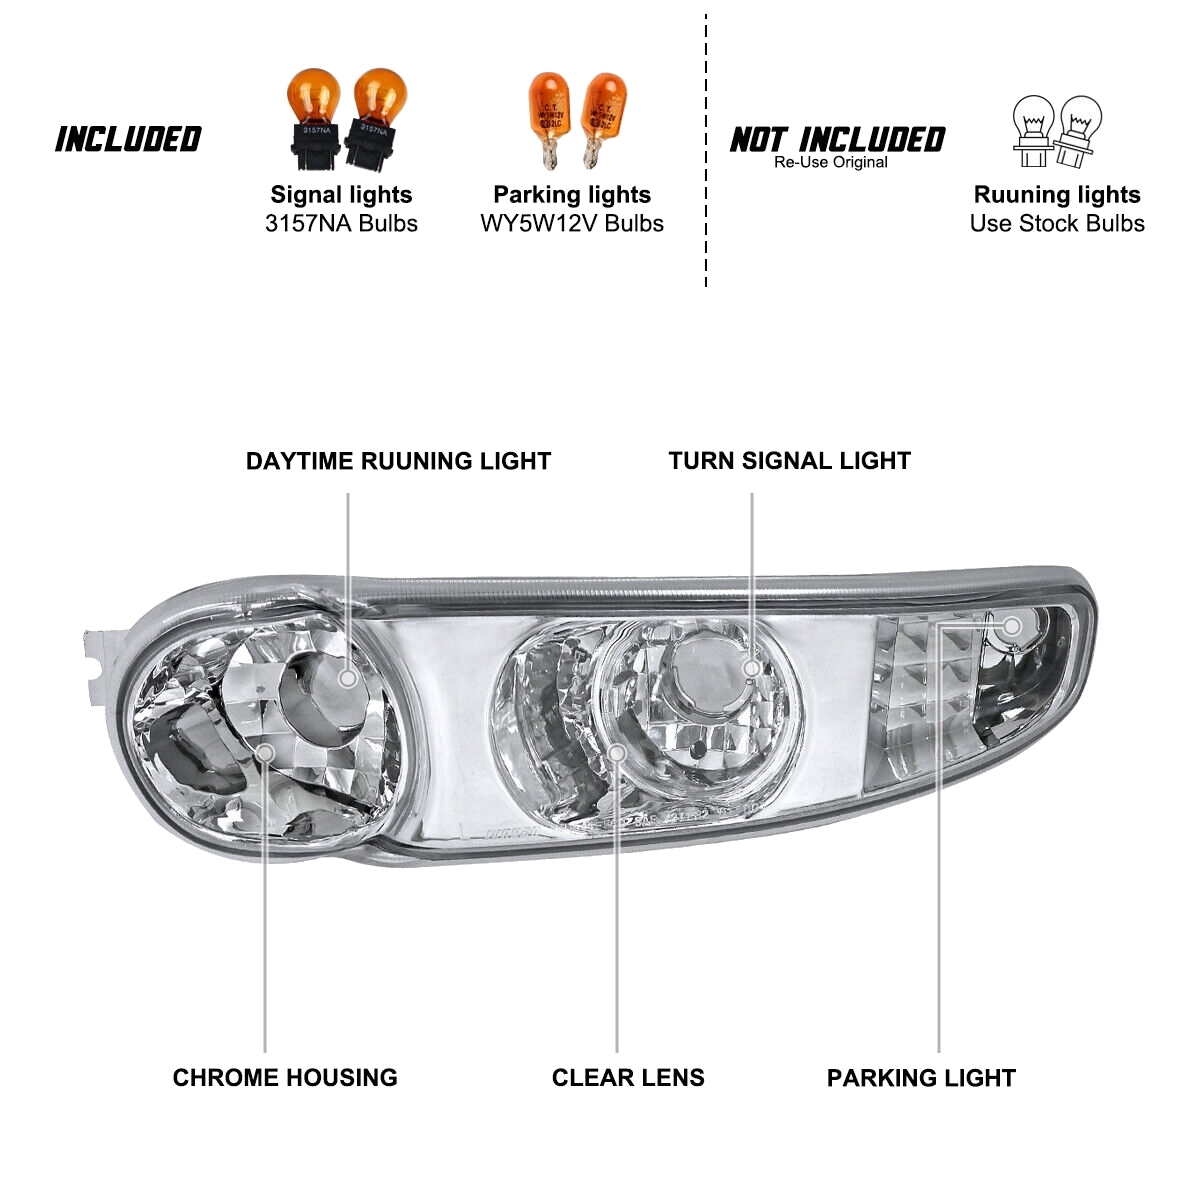 INCLUDED
3157NA
3157NA
Signal lights
3157NA Bulbs
C.T.
Parking lights
WY5W12V Bulbs
NOT INCLUDED
Re-Use Original
Ruuning lights
Use Stock Bulbs
DAYTIME RUUNING LIGHT
TURN SIGNAL LIGHT
CHROME HOUSING
CLEAR LENS
PARKING LIGHT